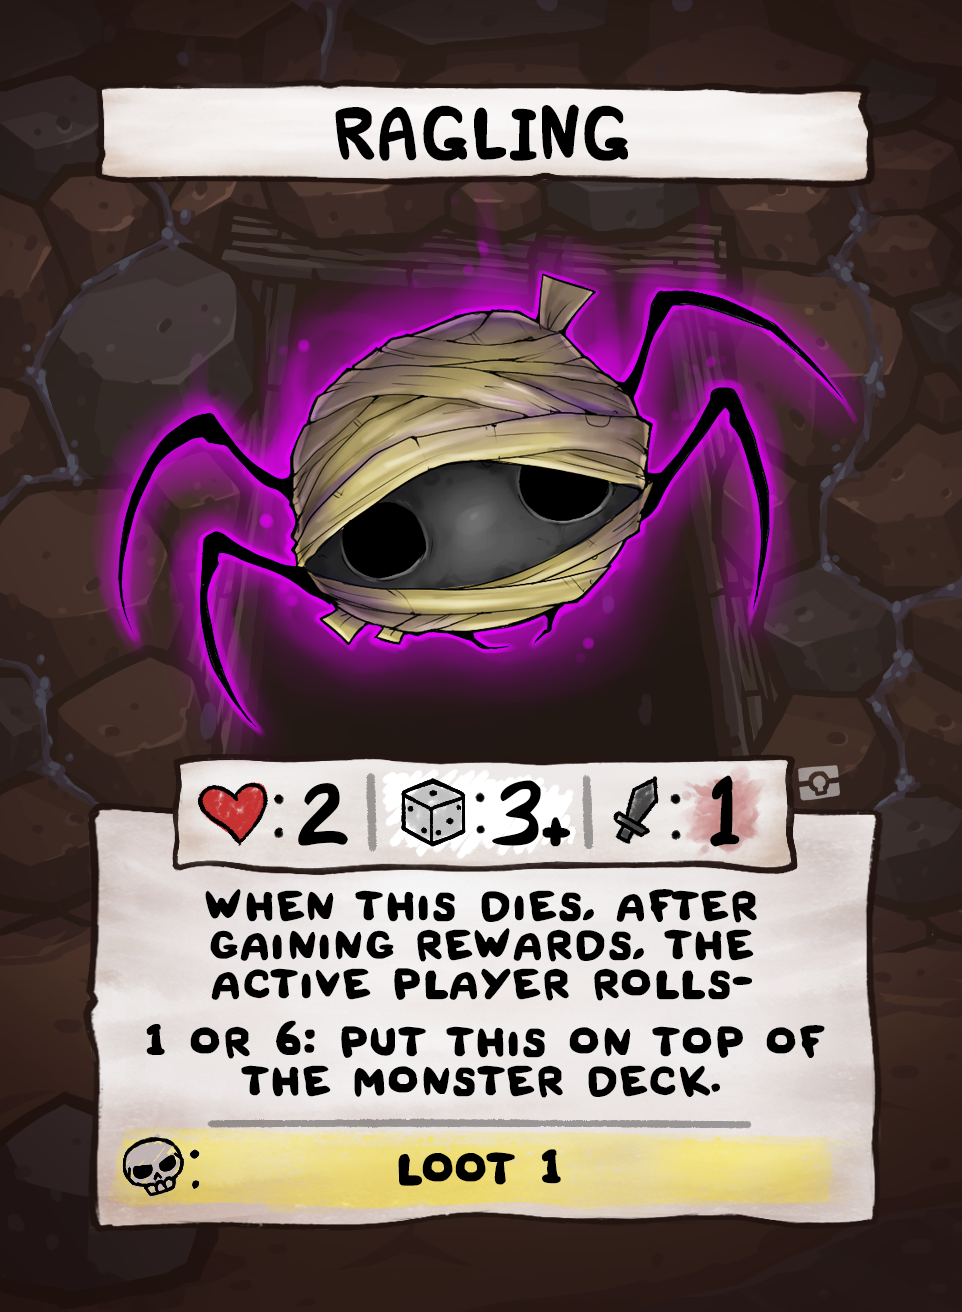 RAGLING
: 2 : 3+ : 1
WHEN THIS DIES, AFTER
GAINING REWARDS, THE
ACTIVE PLAYER ROLLS-
1 OR 6: PUT THIS ON TOP OF
THE MONSTER DECK.
: LOOT 1